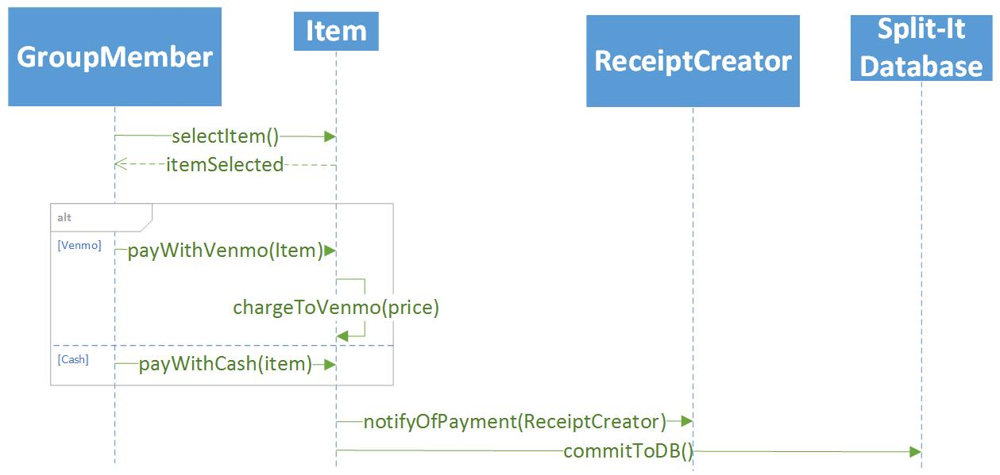 GroupMember
Item
ReceiptCreator
Split-It
Database
selectItem()
itemSelected
alt
[Venmo]
payWithVenmo(Item)
chargeToVenmo(price)
[Cash]
payWithCash(item)
notifyOfPayment(ReceiptCreator)
commitToDB()